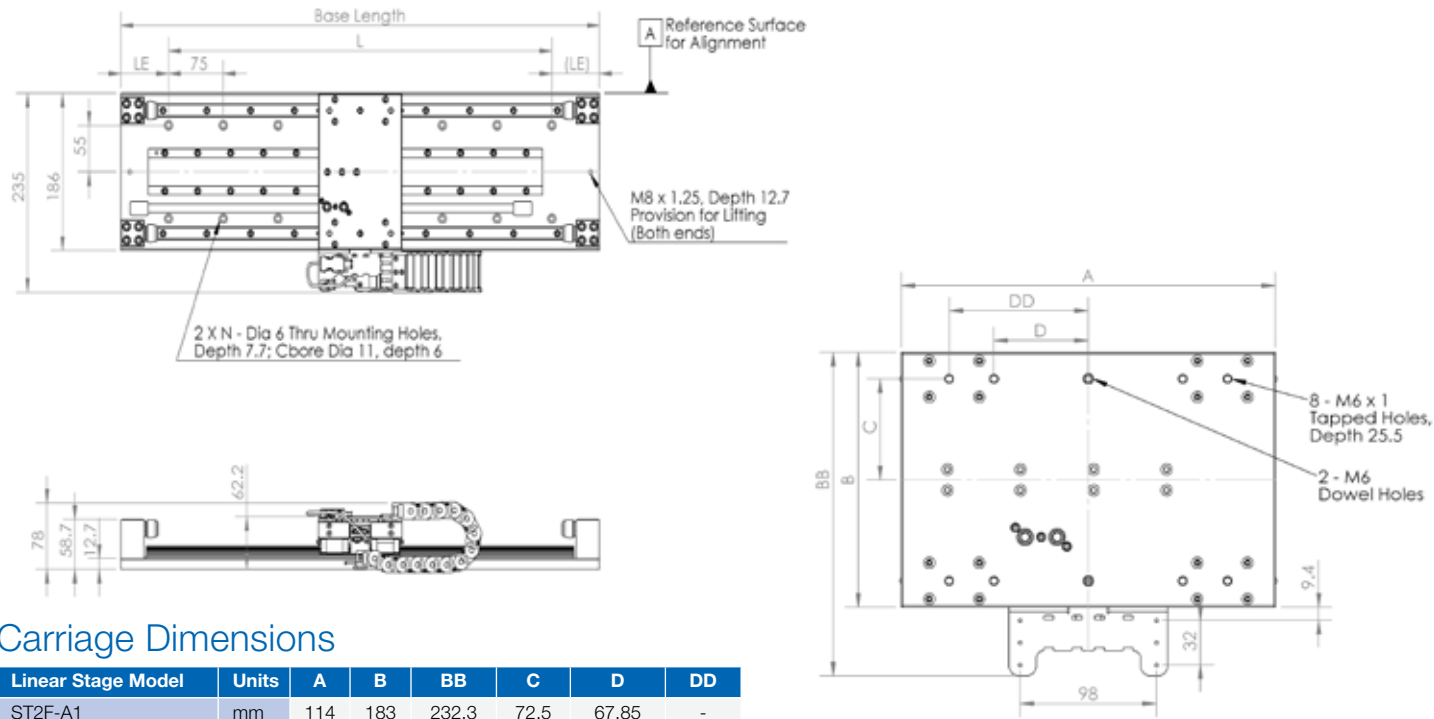 Base Length
L
LE
75
(LE)
A
Reference Surface
for Alignment
55
186
235
M8 x 1.25, Depth 12.7
Provision for Lifting
(Both ends)
2 X N - Dia 6 Thru Mounting Holes,
Depth 7.7; Cbore Dia 11, depth 6
A
DD
D
C
B
BB
8 - M6 x 1
Tapped Holes,
Depth 25.5
2 - M6
Dowel Holes
9.4
32
98
62.2
78
58.7
12.7
Carriage Dimensions
Linear Stage Model Units A B BB C D DD
ST2F-A1 mm 114 183 232.3 72.5 67.85 -